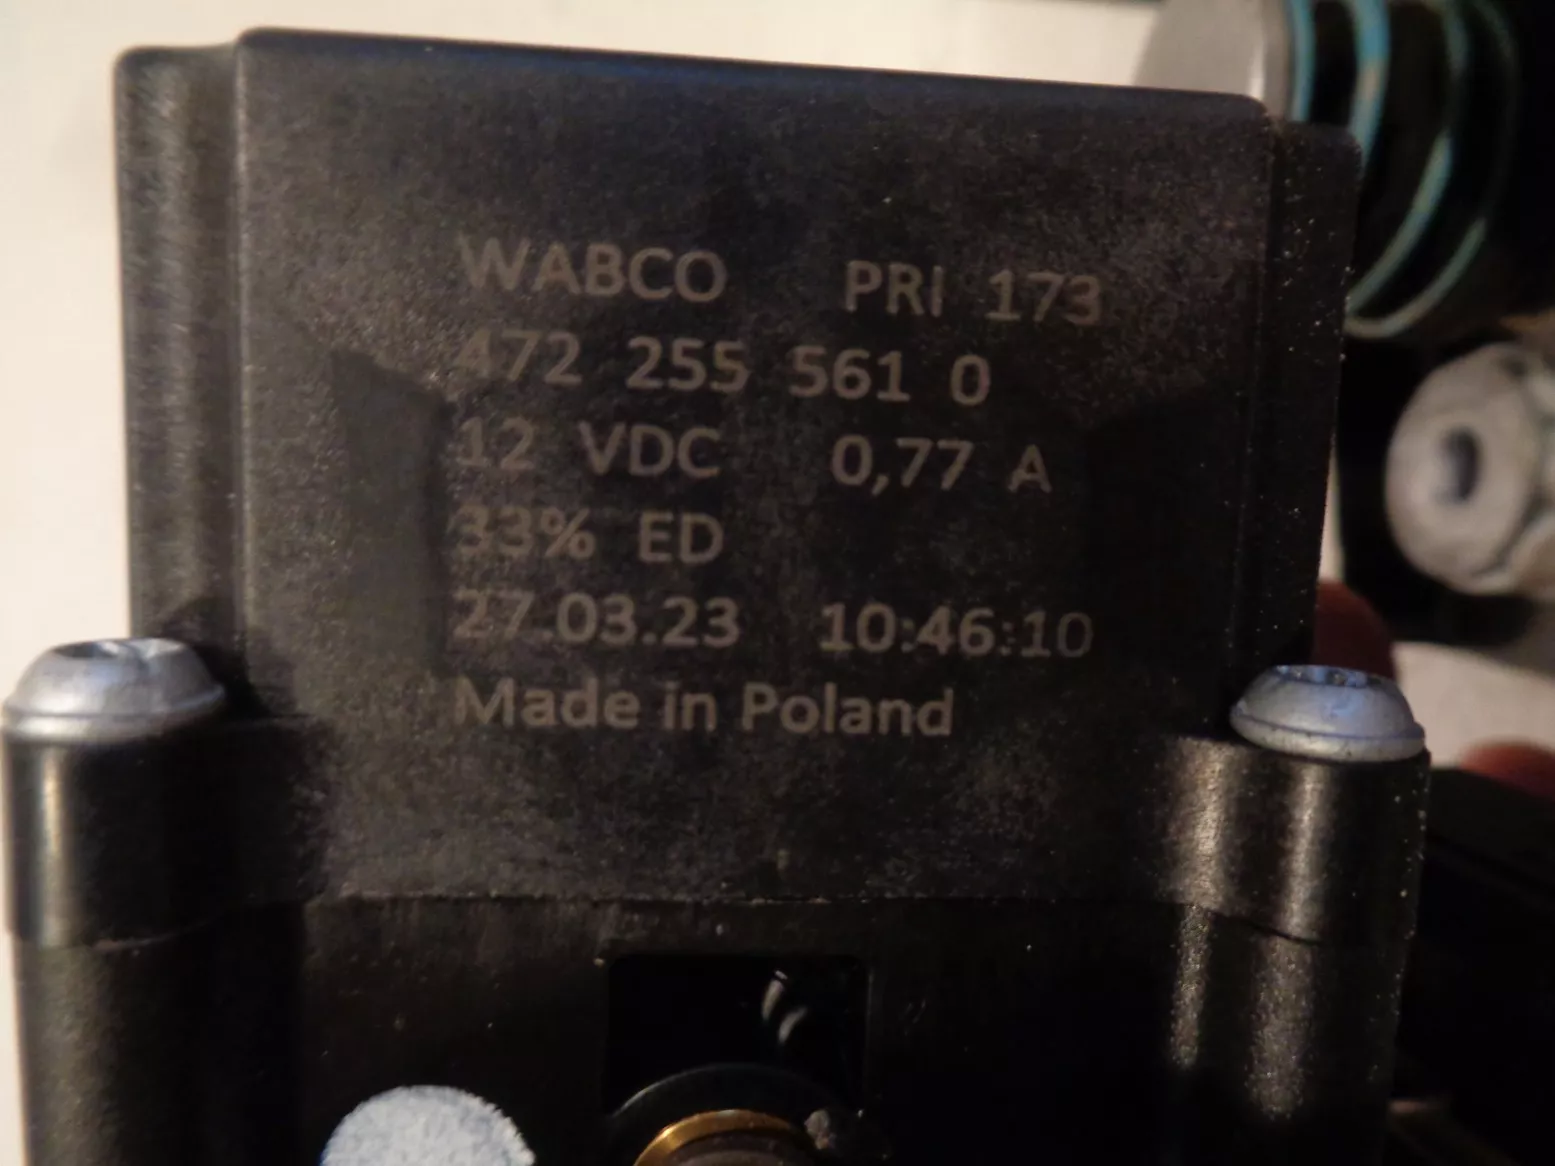 WABCO PRI 173
472 255 561 0
12 VDC 0,77 A
33% ED
27.03.23 10:46:10
Made in Poland